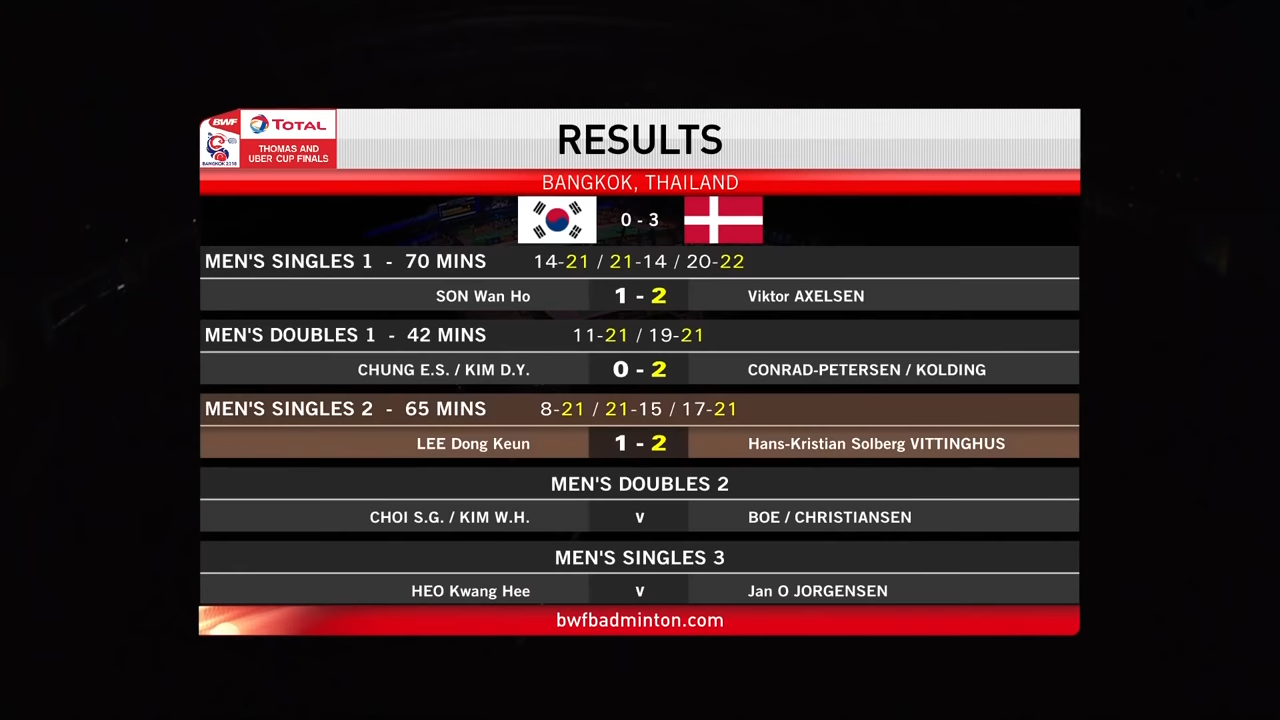 BWF
TOTAL
BANGKOK 2018
THOMAS AND
UBER CUP FINALS
RESULTS
BANGKOK, THAILAND
0 - 3
MEN'S SINGLES 1 - 70 MINS 14-21 / 21-14 / 20-22
SON Wan Ho 1 - 2 Viktor AXELSEN
MEN'S DOUBLES 1 - 42 MINS 11-21 / 19-21
CHUNG E.S. / KIM D.Y. 0 - 2 CONRAD-PETERSEN / KOLDING
MEN'S SINGLES 2 - 65 MINS 8-21 / 21-15 / 17-21
LEE Dong Keun 1 - 2 Hans-Kristian Solberg VITTINGHUS
MEN'S DOUBLES 2
CHOI S.G. / KIM W.H. v BOE / CHRISTIANSEN
MEN'S SINGLES 3
HEO Kwang Hee v Jan O JORGENSEN
bwfbadminton.com